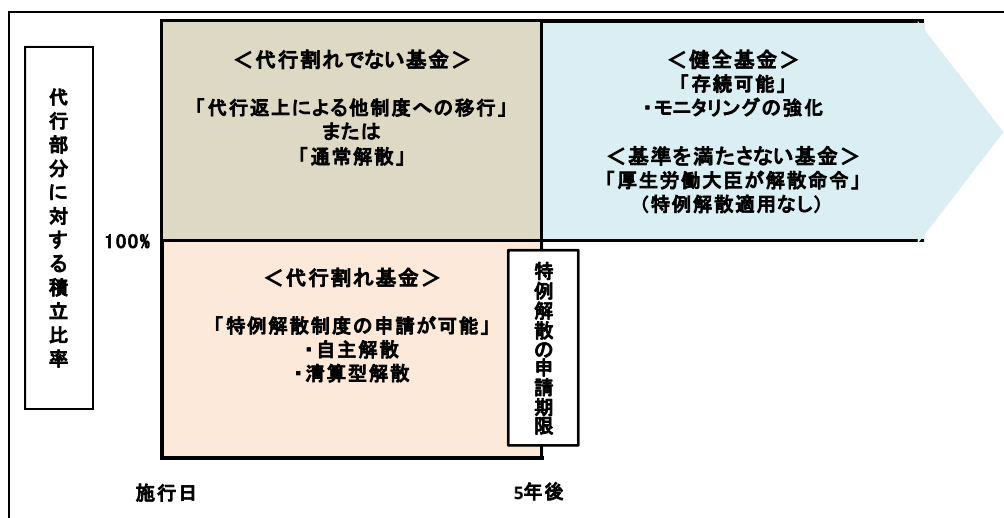 代行部分に対する積立比率
＜代行割れでない基金＞
「代行返上による他制度への移行」
または
「通常解散」
＜健全基金＞
「存続可能」
・モニタリングの強化
＜基準を満たさない基金＞
「厚生労働大臣が解散命令」
（特例解散適用なし）
100%
＜代行割れ基金＞
「特例解散制度の申請が可能」
・自主解散
・清算型解散
特例解散の申請期限
施行日
5年後